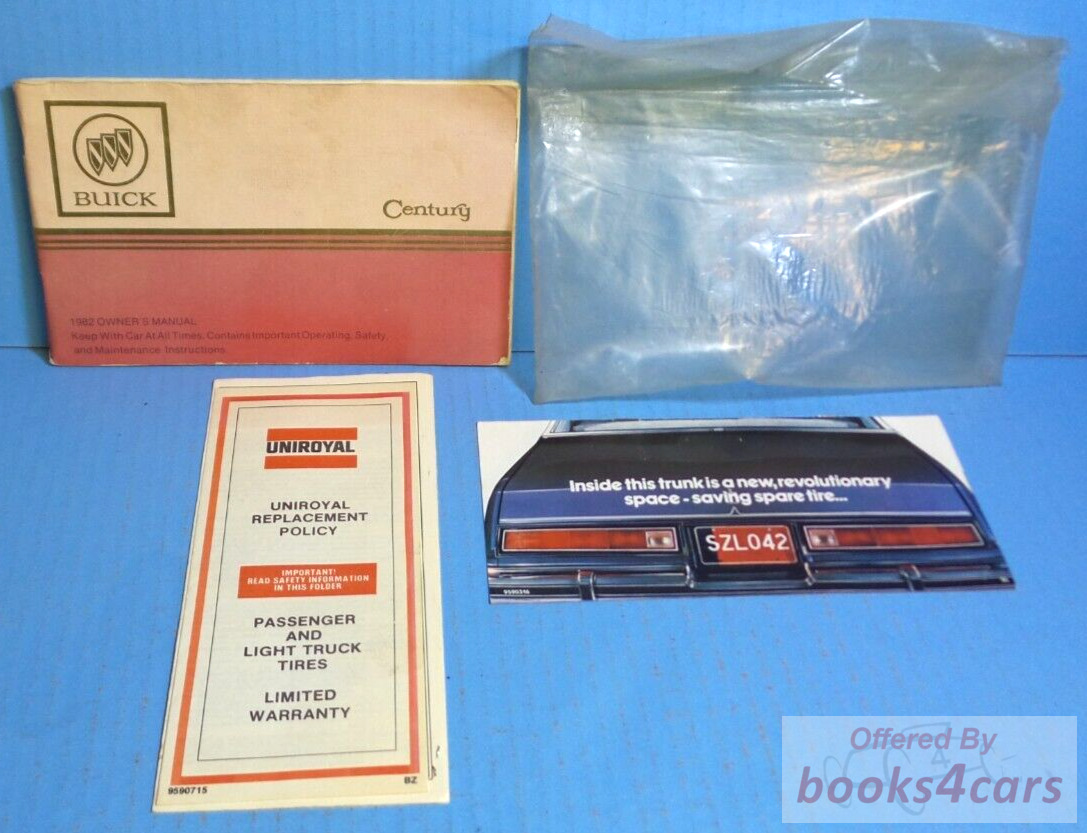 BUICK
Century
1982 OWNER'S MANUAL
Keep With Car At All Times. Contains Important Operating, Safety,
and Maintenance Instructions.
UNIROYAL
UNIROYAL
REPLACEMENT
POLICY
IMPORTANT!
READ SAFETY INFORMATION
IN THIS FOLDER
PASSENGER
AND
LIGHT TRUCK
TIRES
LIMITED
WARRANTY
9590715
BZ
Inside this trunk is a new, revolutionary
space-saving spare tire...
SZL042
9590316
Offered By
books4cars